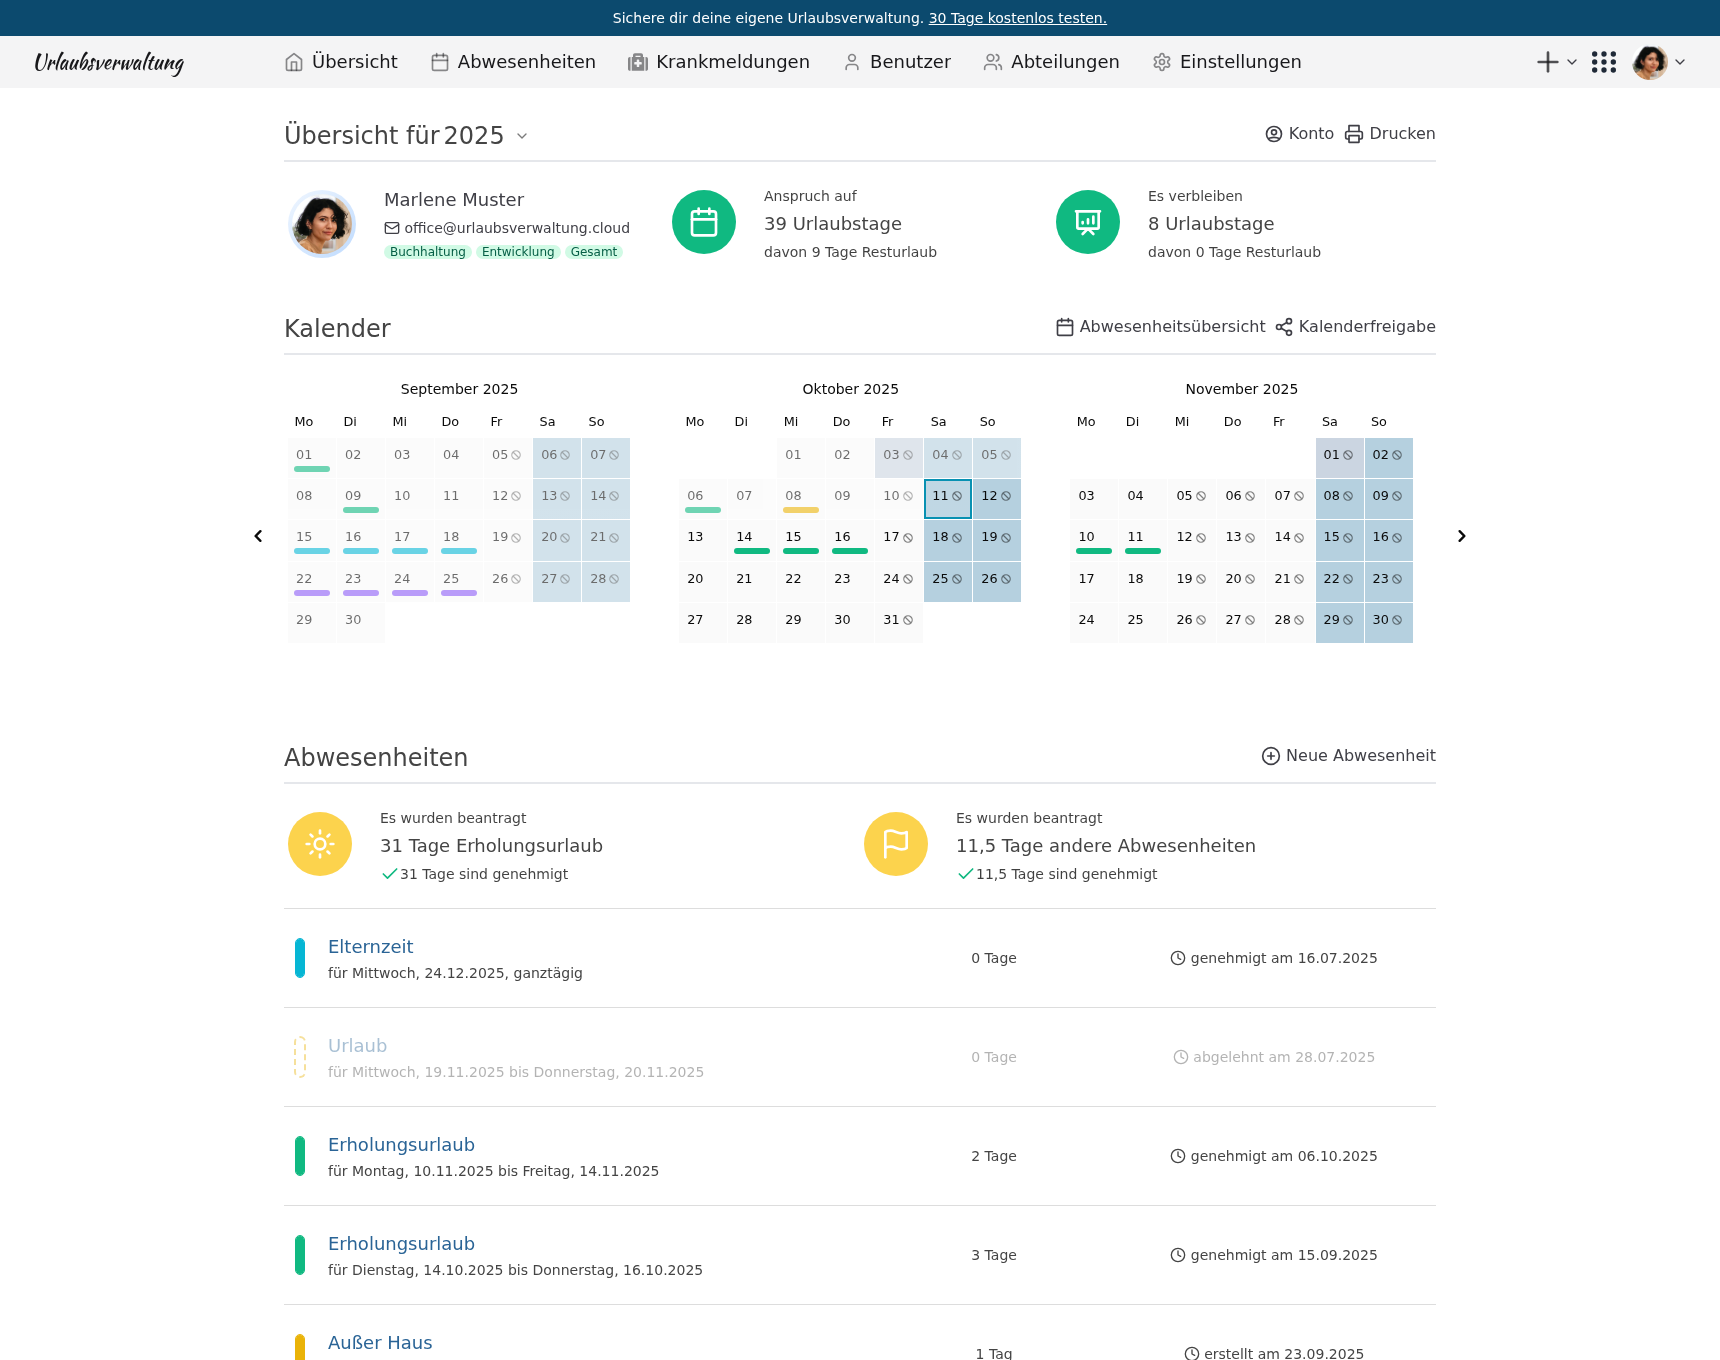 Sichere dir deine eigene Urlaubsverwaltung. 30 Tage kostenlos testen.
Urlaubsverwaltung Übersicht Abwesenheiten Krankmeldungen Benutzer Abteilungen Einstellungen
Übersicht für 2025
Konto Drucken
Marlene Muster
office@urlaubsverwaltung.cloud
Buchhaltung Entwicklung Gesamt
Anspruch auf
39 Urlaubstage
davon 9 Tage Resturlaub
Es verbleiben
8 Urlaubstage
davon 0 Tage Resturlaub
Kalender
Abwesenheitsübersicht Kalenderfreigabe
September 2025
Mo Di Mi Do Fr Sa So
01 02 03 04 05 06 07
08 09 10 11 12 13 14
15 16 17 18 19 20 21
22 23 24 25 26 27 28
29 30
Oktober 2025
Mo Di Mi Do Fr Sa So
01 02 03 04 05
06 07 08 09 10 11 12
13 14 15 16 17 18 19
20 21 22 23 24 25 26
27 28 29 30 31
November 2025
Mo Di Mi Do Fr Sa So
01 02
03 04 05 06 07 08 09
10 11 12 13 14 15 16
17 18 19 20 21 22 23
24 25 26 27 28 29 30
Abwesenheiten
Neue Abwesenheit
Es wurden beantragt
31 Tage Erholungsurlaub
31 Tage sind genehmigt
Es wurden beantragt
11,5 Tage andere Abwesenheiten
11,5 Tage sind genehmigt
Elternzeit
für Mittwoch, 24.12.2025, ganztägig
0 Tage
genehmigt am 16.07.2025
Urlaub
für Mittwoch, 19.11.2025 bis Donnerstag, 20.11.2025
0 Tage
abgelehnt am 28.07.2025
Erholungsurlaub
für Montag, 10.11.2025 bis Freitag, 14.11.2025
2 Tage
genehmigt am 06.10.2025
Erholungsurlaub
für Dienstag, 14.10.2025 bis Donnerstag, 16.10.2025
3 Tage
genehmigt am 15.09.2025
Außer Haus
1 Tag
erstellt am 23.09.2025